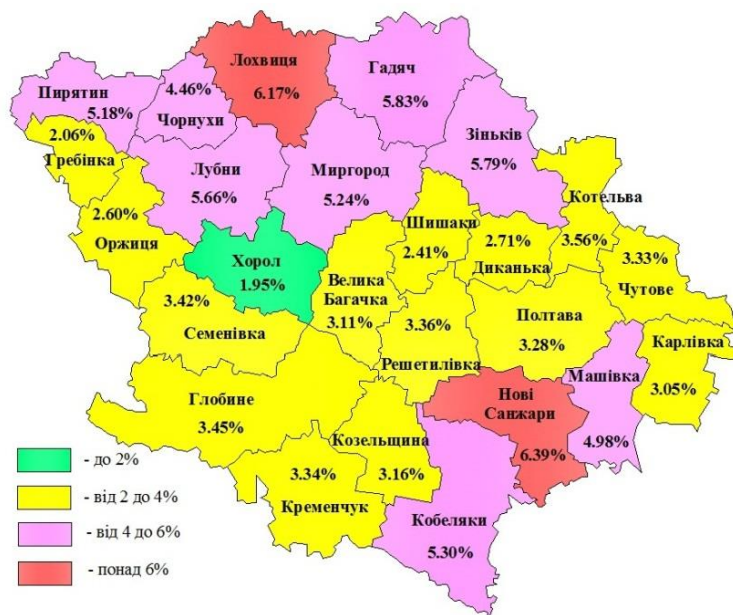 Лохвиця
6.17%
Гадяч
5.83%
Пирятин
5.18%
4.46%
Чорнухи
Зіньків
5.79%
2.06%
Гребінка
Лубни
5.66%
Миргород
5.24%
Котельва
3.56%
2.60%
Оржиця
Шишаки
2.41%
2.71%
Диканька
3.33%
Чутове
Хорол
1.95%
Велика
Багачка
3.11%
3.42%
Семенівка
3.36%
Решетилівка
Полтава
3.28%
Карлівка
3.05%
Машівка
4.98%
Глобине
3.45%
Нові
Санжари
6.39%
Козельщина
3.16%
3.34%
Кременчук
Кобеляки
5.30%
- до 2%
- від 2 до 4%
- від 4 до 6%
- понад 6%